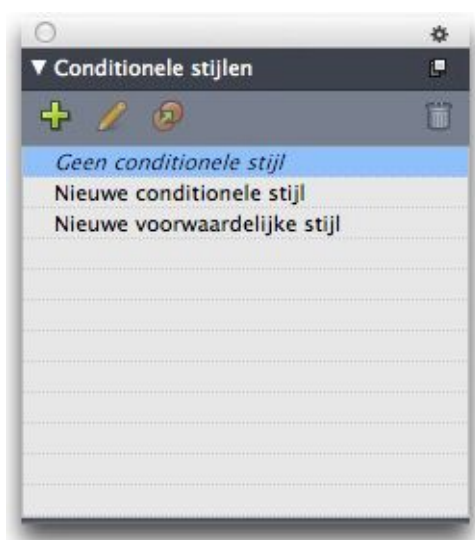 Conditionele stijlen
Geen conditionele stijl
Nieuwe conditionele stijl
Nieuwe voorwaardelijke stijl